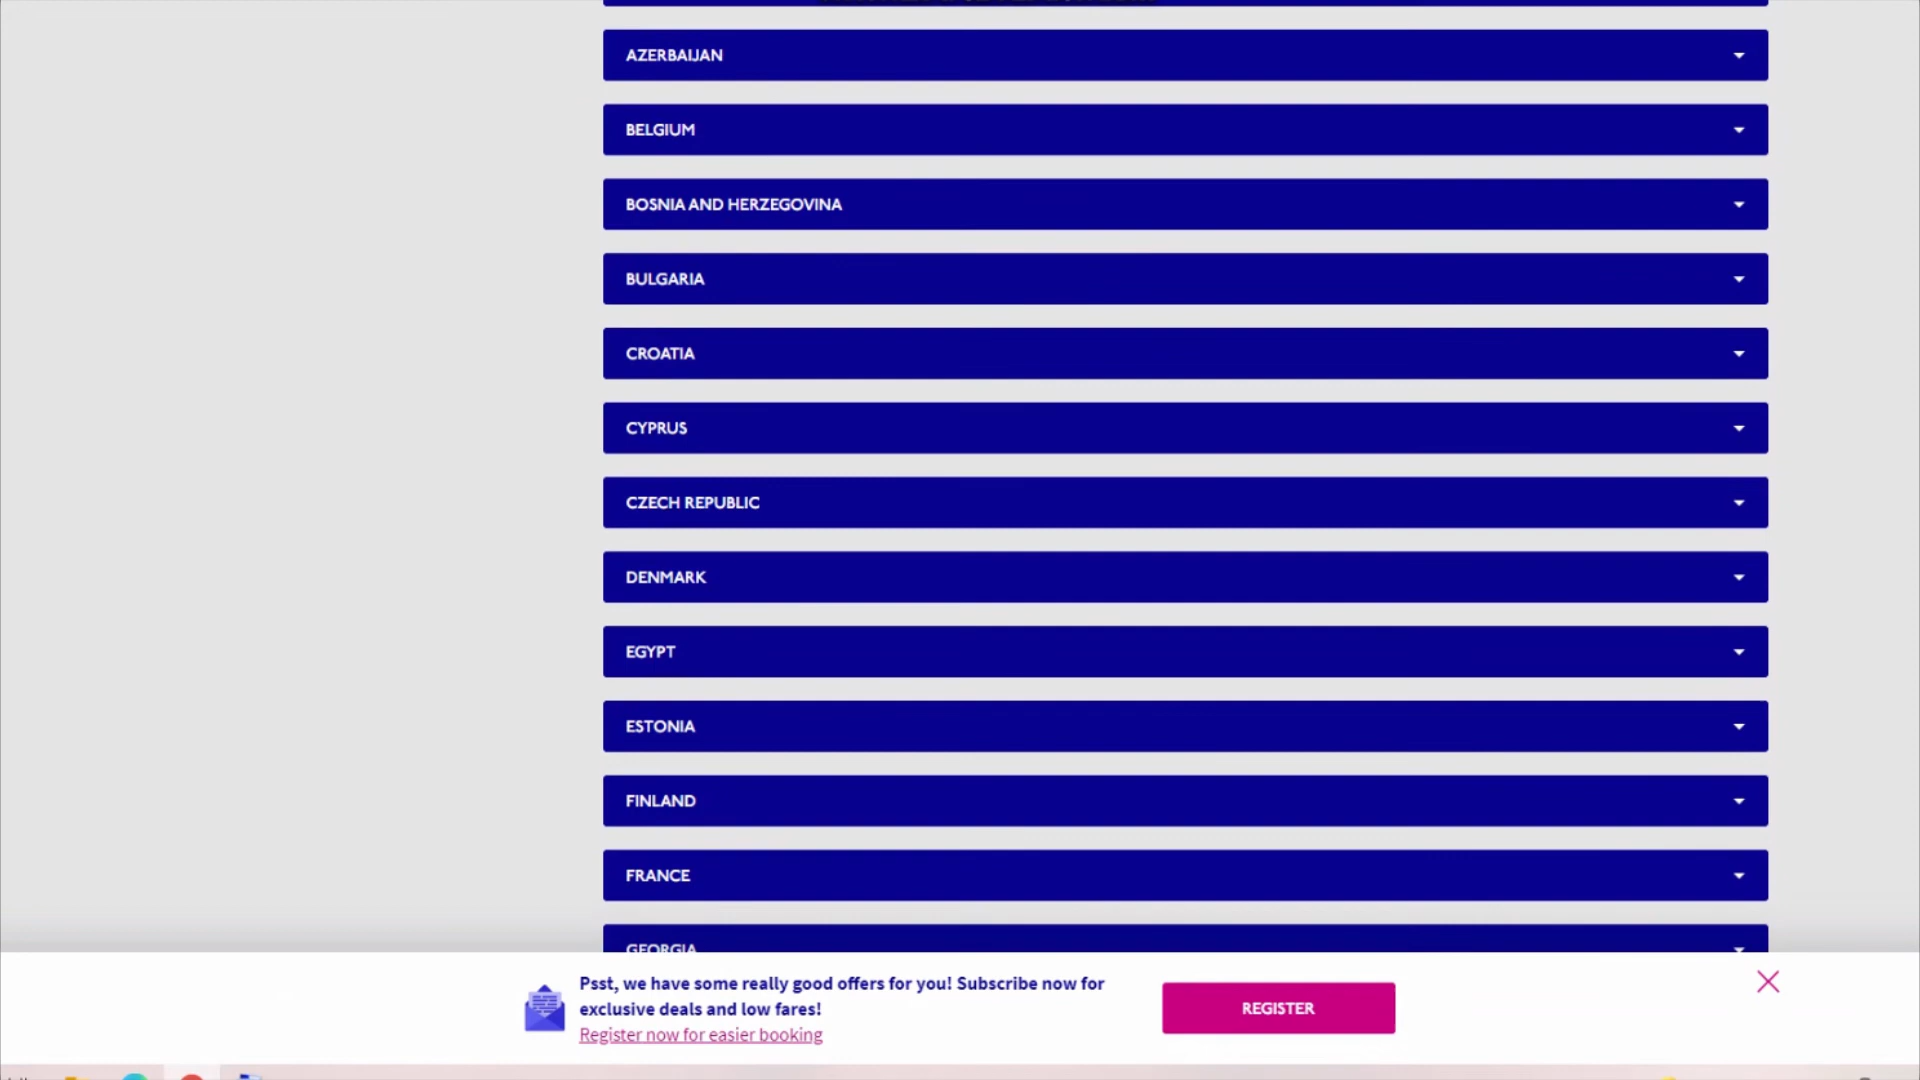 AZERBAIJAN
BELGIUM
BOSNIA AND HERZEGOVINA
BULGARIA
CROATIA
CYPRUS
CZECH REPUBLIC
DENMARK
EGYPT
ESTONIA
FINLAND
FRANCE
GEORGIA
Psst, we have some really good offers for you! Subscribe now for
exclusive deals and low fares!
Register now for easier booking
REGISTER